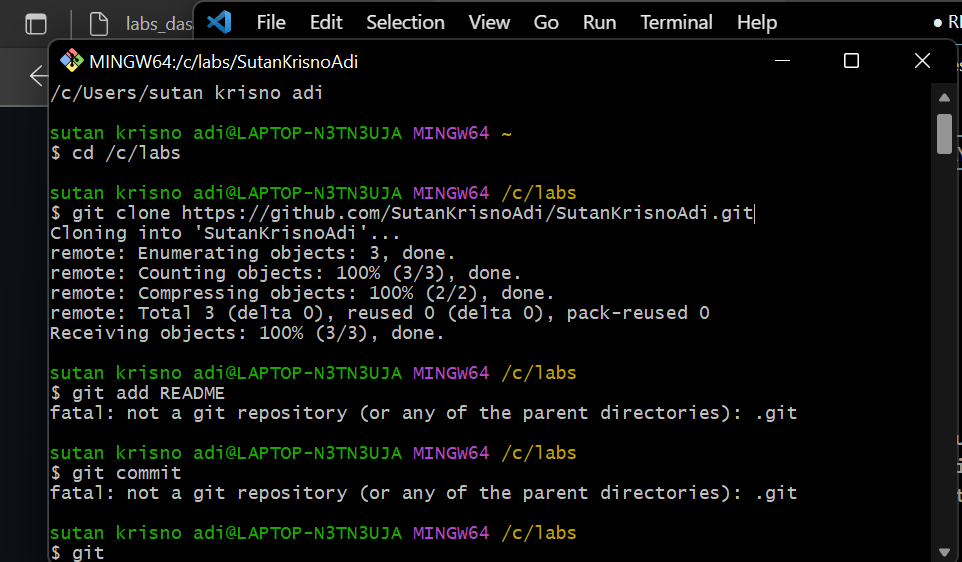 labs_das
File Edit Selection View Go Run Terminal Help
MINGW64:/c/labs/SutanKrisnoAdi
/c/Users/sutan krisno adi
sutan krisno adi@LAPTOP-N3TN3UJA MINGW64 ~
$ cd /c/labs
sutan krisno adi@LAPTOP-N3TN3UJA MINGW64 /c/labs
$ git clone https://github.com/SutanKrisnoAdi/SutanKrisnoAdi.git
Cloning into 'SutanKrisnoAdi'...
remote: Enumerating objects: 3, done.
remote: Counting objects: 100% (3/3), done.
remote: Compressing objects: 100% (2/2), done.
remote: Total 3 (delta 0), reused 0 (delta 0), pack-reused 0
Receiving objects: 100% (3/3), done.
sutan krisno adi@LAPTOP-N3TN3UJA MINGW64 /c/labs
$ git add README
fatal: not a git repository (or any of the parent directories): .git
sutan krisno adi@LAPTOP-N3TN3UJA MINGW64 /c/labs
$ git commit
fatal: not a git repository (or any of the parent directories): .git
sutan krisno adi@LAPTOP-N3TN3UJA MINGW64 /c/labs
$ git